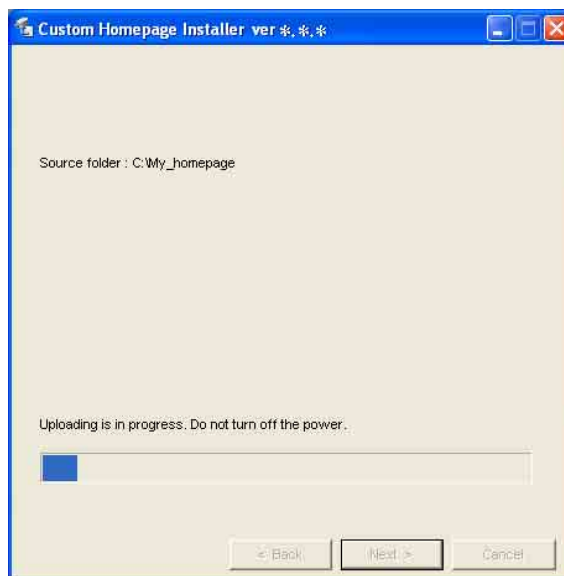 Custom Homepage Installer ver *.*.*
Source folder : C:\My_homepage
Uploading is in progress. Do not turn off the power.
< Back
Next >
Cancel